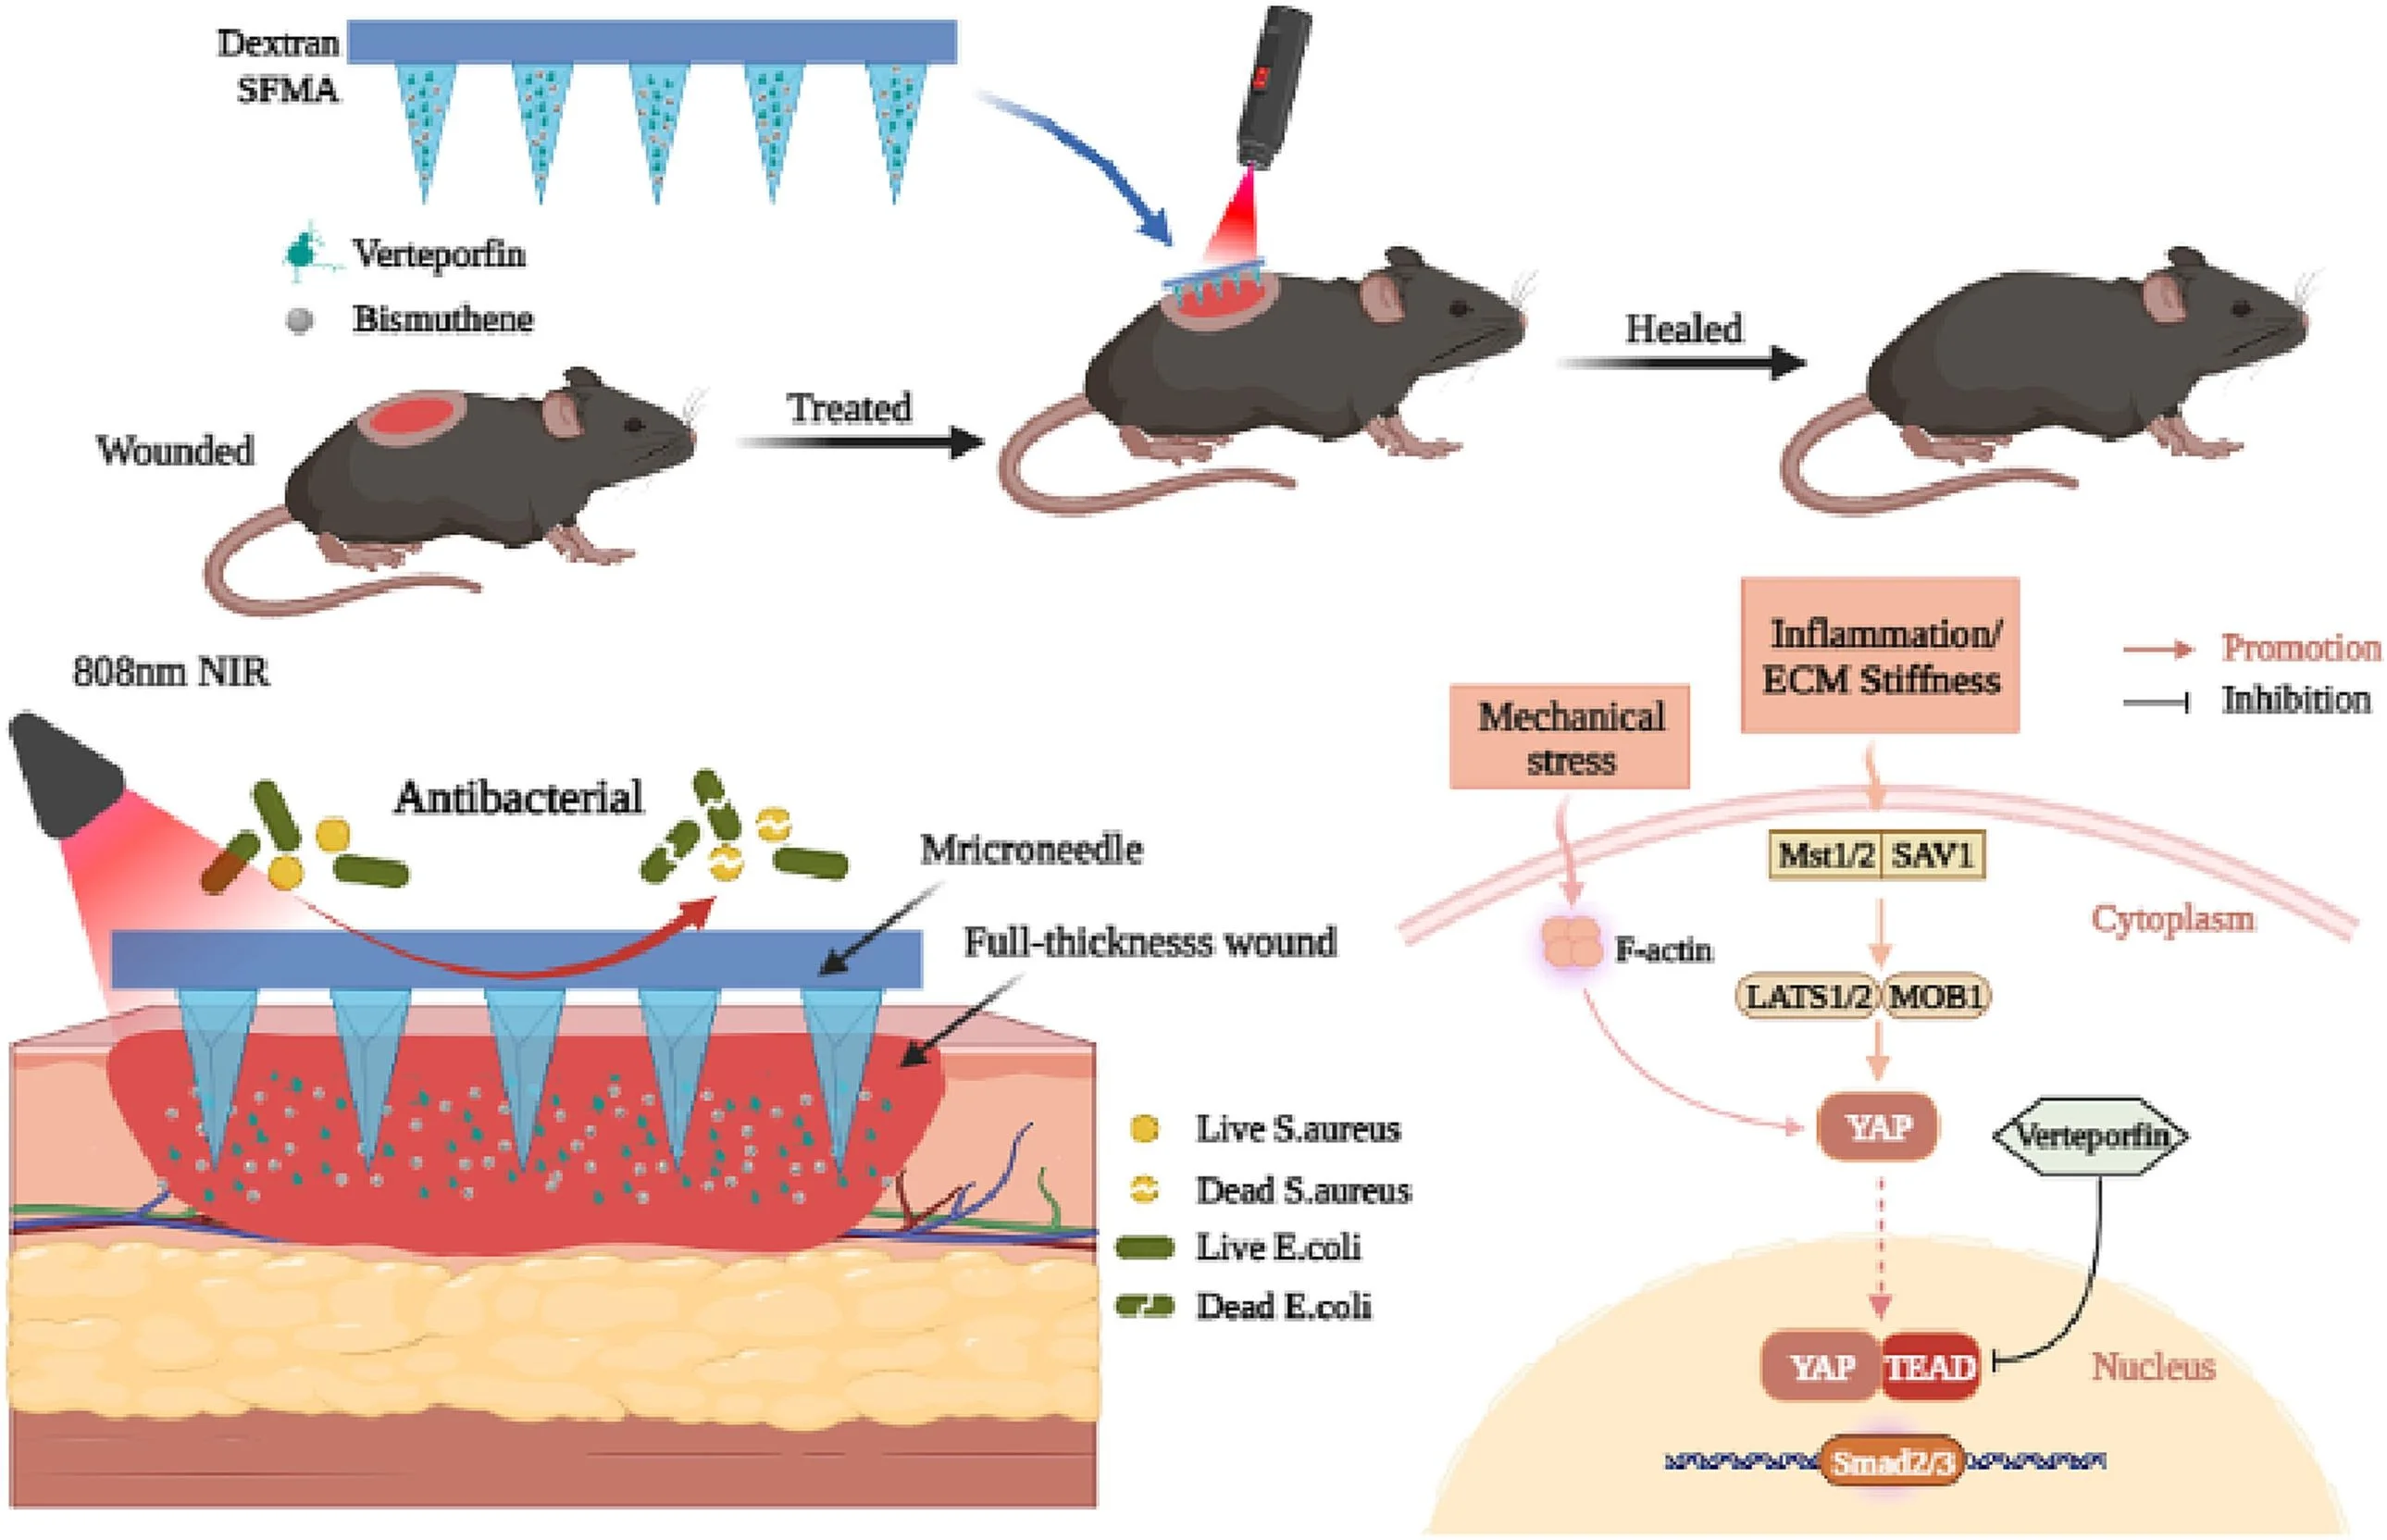 Dextran
SFMA
Verteporfin
Bismuthene
Wounded
Treated
Healed
808nm NIR
Antibacterial
Mricroneedle
Full-thicknesss wound
Live S.aureus
Dead S.aureus
Live E.coli
Dead E.coli
Mechanical
stress
Inflammation/
ECM Stiffness
Promotion
Inhibition
Mst1/2 SAV1
Cytoplasm
F-actin
LATS1/2 MOB1
YAP
Verteporfin
YAP TEAD
Nucleus
Smad2/3